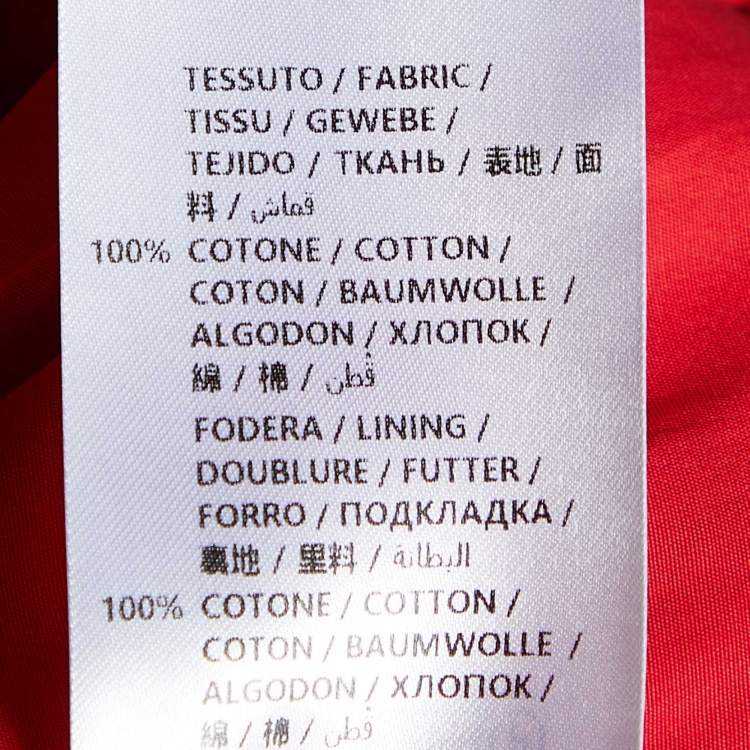 TESSUTO / FABRIC /
TISSU / GEWEBE /
TEJIDO / ТКАНЬ / 表地 / 面
料 / قماش
100% COTONE / COTTON /
COTON / BAUMWOLLE /
ALGODON / ХЛОПОК /
綿 / 棉 / قطن
FODERA / LINING /
DOUBLURE / FUTTER /
FORRO / ПОДКЛАДКА /
裏地 / 里料 / البطانة
100% COTONE / COTTON /
COTON / BAUMWOLLE /
ALGODON / ХЛОПОК /
綿 / 棉 / قطن